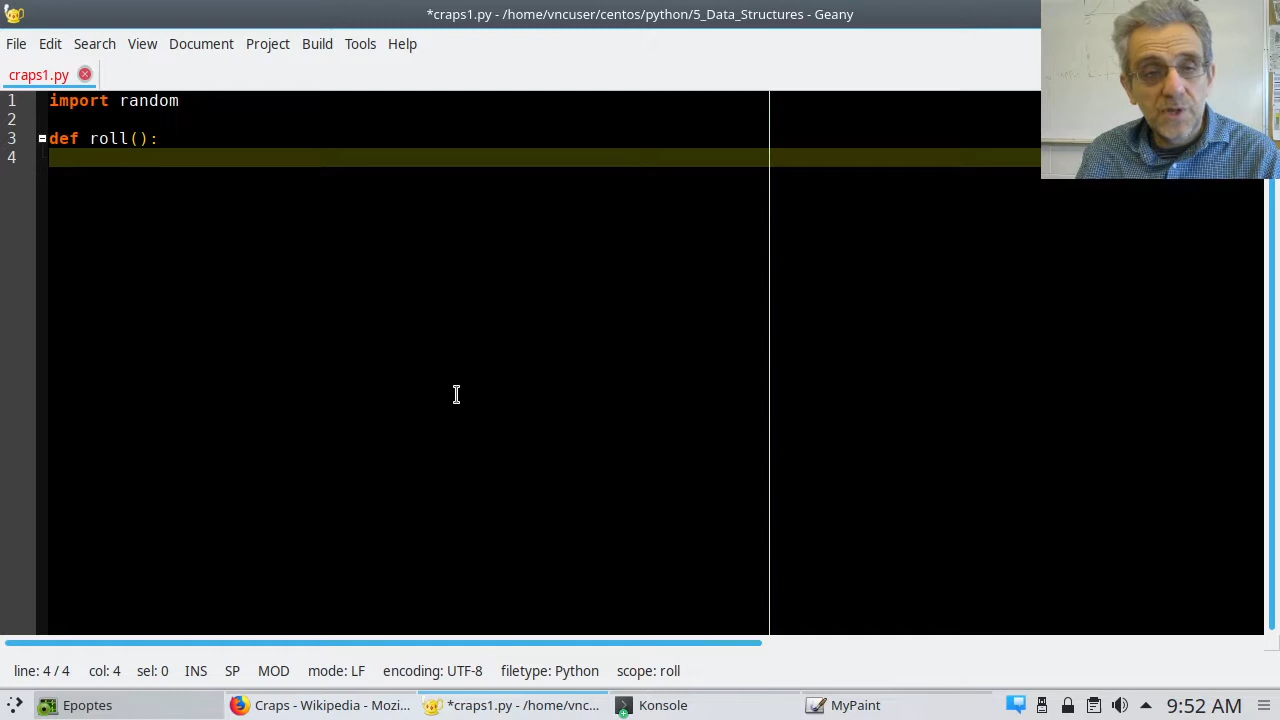 *craps1.py - /home/vncuser/centos/python/5_Data_Structures - Geany
File Edit Search View Document Project Build Tools Help
craps1.py
1 import random
2
3 def roll():
4
line: 4 / 4 col: 4 sel: 0 INS SP MOD mode: LF encoding: UTF-8 filetype: Python scope: roll
Epoptes Craps - Wikipedia - Mozi... *craps1.py - /home/vnc... Konsole MyPaint 9:52 AM